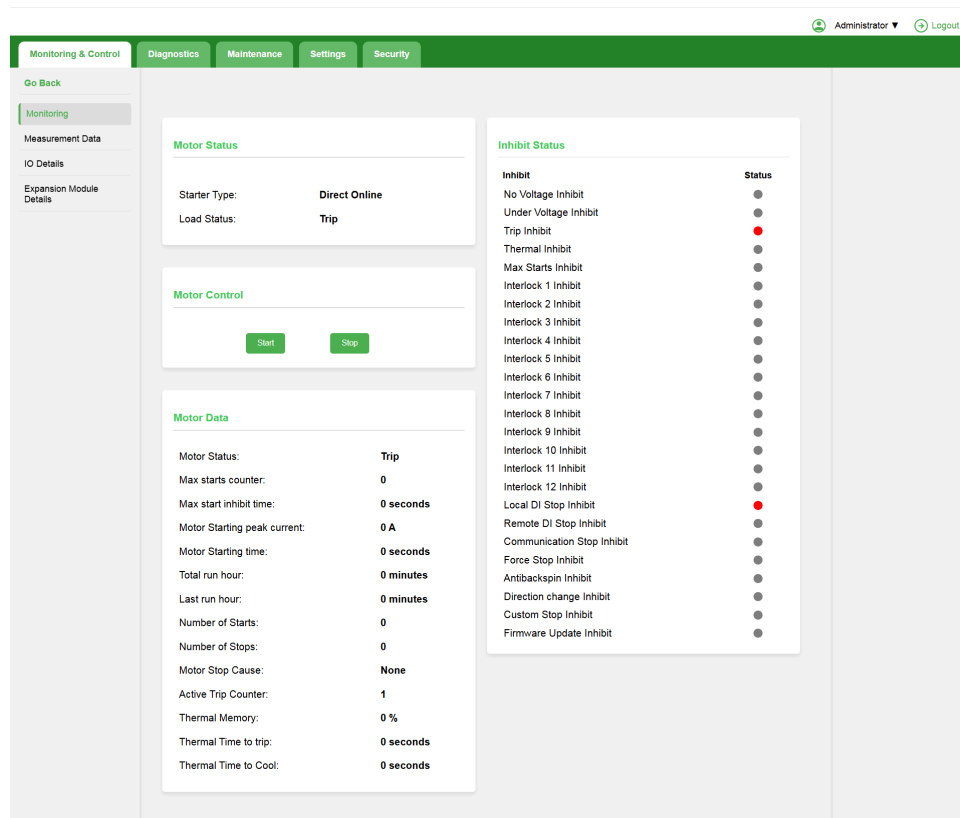 Administrator ▼ Logout
Monitoring & Control Diagnostics Maintenance Settings Security
Go Back
Monitoring
Measurement Data
IO Details
Expansion Module
Details
Motor Status
Starter Type: Direct Online
Load Status: Trip
Motor Control
Start Stop
Motor Data
Motor Status: Trip
Max starts counter: 0
Max start inhibit time: 0 seconds
Motor Starting peak current: 0 A
Motor Starting time: 0 seconds
Total run hour: 0 minutes
Last run hour: 0 minutes
Number of Starts: 0
Number of Stops: 0
Motor Stop Cause: None
Active Trip Counter: 1
Thermal Memory: 0 %
Thermal Time to trip: 0 seconds
Thermal Time to Cool: 0 seconds
Inhibit Status
Inhibit Status
No Voltage Inhibit
Under Voltage Inhibit
Trip Inhibit
Thermal Inhibit
Max Starts Inhibit
Interlock 1 Inhibit
Interlock 2 Inhibit
Interlock 3 Inhibit
Interlock 4 Inhibit
Interlock 5 Inhibit
Interlock 6 Inhibit
Interlock 7 Inhibit
Interlock 8 Inhibit
Interlock 9 Inhibit
Interlock 10 Inhibit
Interlock 11 Inhibit
Interlock 12 Inhibit
Local DI Stop Inhibit
Remote DI Stop Inhibit
Communication Stop Inhibit
Force Stop Inhibit
Antibackspin Inhibit
Direction change Inhibit
Custom Stop Inhibit
Firmware Update Inhibit